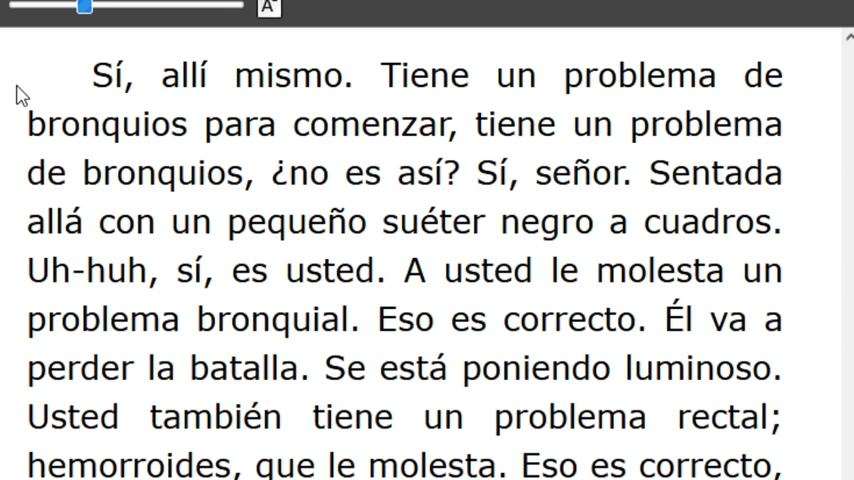 A
Sí, allí mismo. Tiene un problema de
bronquios para comenzar, tiene un problema
de bronquios, ¿no es así? Sí, señor. Sentada
allá con un pequeño suéter negro a cuadros.
Uh-huh, sí, es usted. A usted le molesta un
problema bronquial. Eso es correcto. Él va a
perder la batalla. Se está poniendo luminoso.
Usted también tiene un problema rectal;
hemorroides, que le molesta. Eso es correcto,